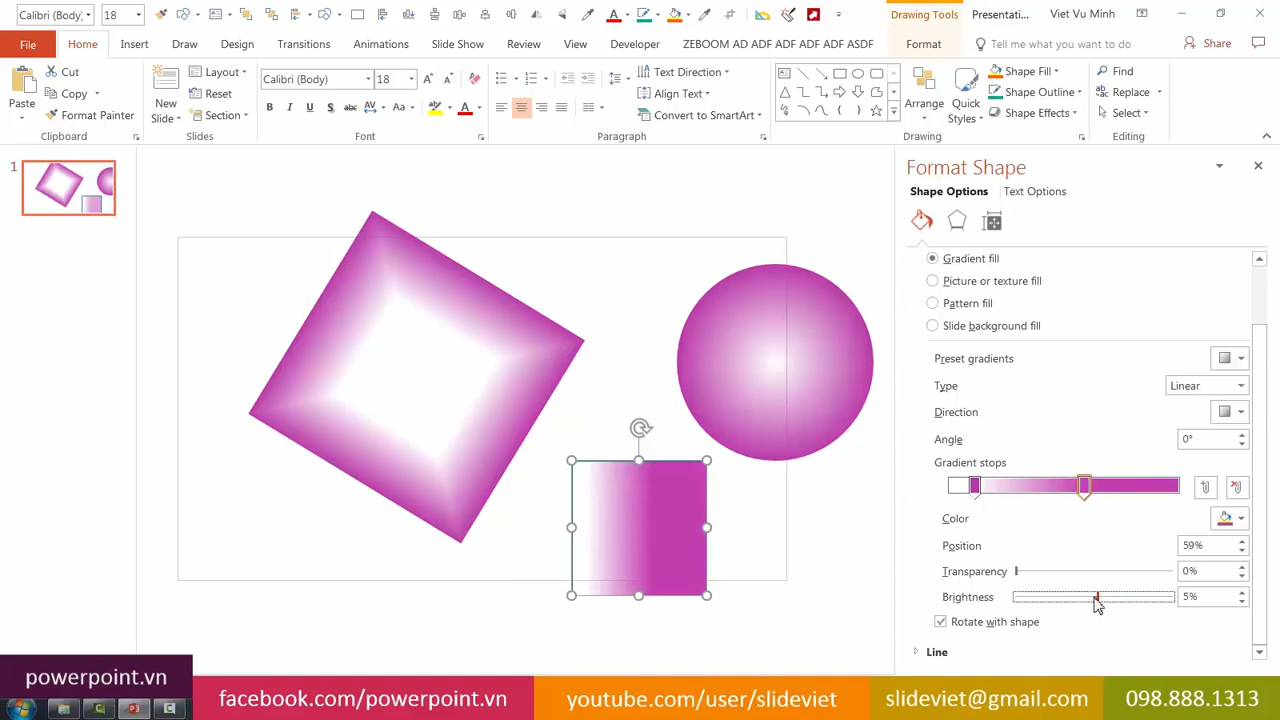 Calibri (Body) 18 Drawing Tools Presentati... Viet Vu Minh
File Home Insert Draw Design Transitions Animations Slide Show Review View Developer ZEBOOM AD ADF ADF ADF ADF ASDF Format Tell me what you want to do Share
Paste
Cut
Copy
Format Painter
Clipboard
New Slide
Layout
Reset
Section
Slides
Calibri (Body) 18
B I U S abc AV Aa A
Font
Text Direction
Align Text
Convert to SmartArt
Paragraph
Arrange
Quick Styles
Shape Fill
Shape Outline
Shape Effects
Drawing
Find
Replace
Select
Editing
1
Format Shape
Shape Options Text Options
Gradient fill
Picture or texture fill
Pattern fill
Slide background fill
Preset gradients
Type Linear
Direction
Angle 0°
Gradient stops
Color
Position 59%
Transparency 0%
Brightness 5%
Rotate with shape
Line
powerpoint.vn
facebook.com/powerpoint.vn youtube.com/user/slideviet slideviet@gmail.com 098.888.1313